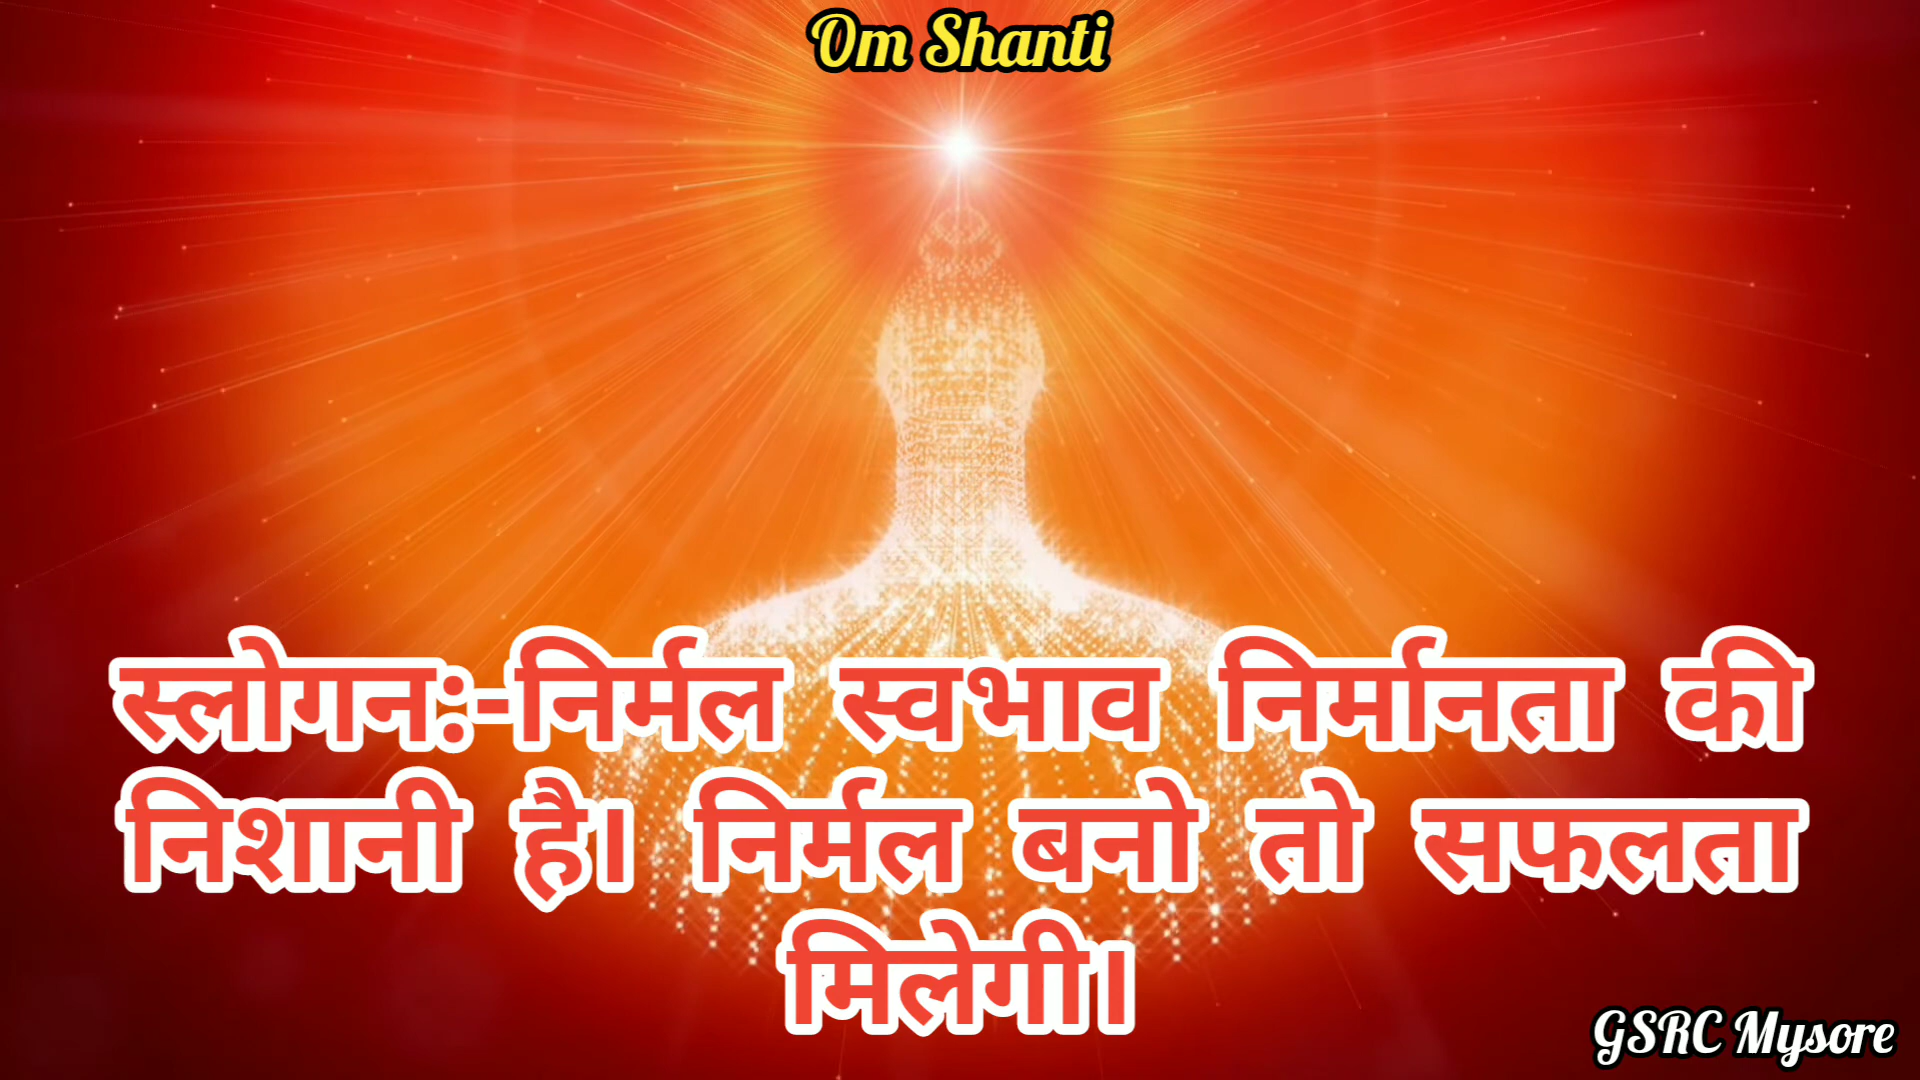 Om Shanti
स्लोगनः-निर्मल स्वभाव निर्मानता की
निशानी है। निर्मल बनो तो सफलता
मिलेगी।
GSRC Mysore